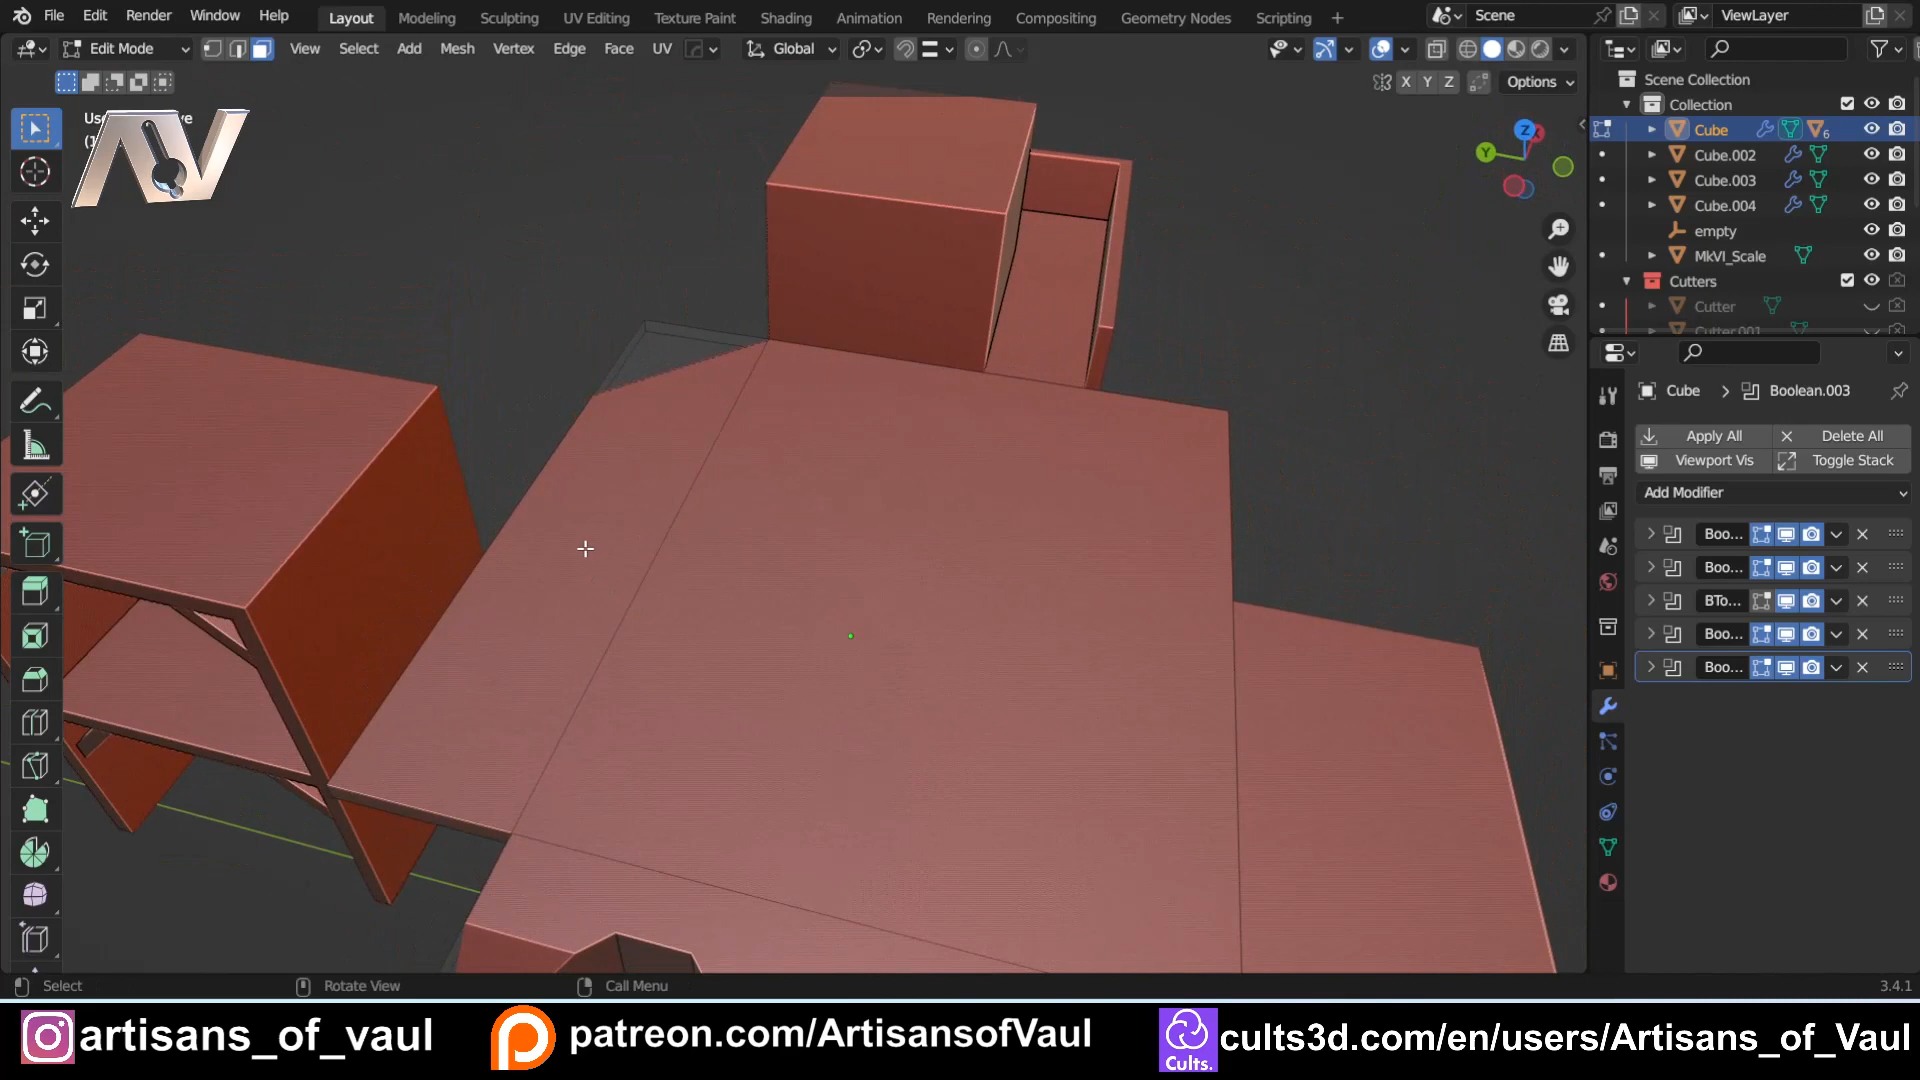 File Edit Render Window Help Layout Modeling Sculpting UV Editing Texture Paint Shading Animation Rendering Compositing Geometry Nodes Scripting + Scene ViewLayer
Edit Mode View Select Add Mesh Vertex Edge Face UV Global
X Y Z Options
Scene Collection
Collection
Cube 6
Cube.002
Cube.003
Cube.004
empty
MkVI_Scale
Cutters
Cutter
Cutter.001
Z
X
Y
Cube > Boolean.003
Apply All Delete All
Viewport Vis Toggle Stack
Add Modifier
Boo...
Boo...
BTo...
Boo...
Boo...
Select Rotate View Call Menu 3.4.1
artisans_of_vaul patreon.com/ArtisansofVaul Cults. cults3d.com/en/users/Artisans_of_Vaul